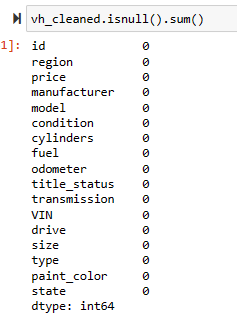 vh_cleaned.isnull().sum()
1]: id 0
region 0
price 0
manufacturer 0
model 0
condition 0
cylinders 0
fuel 0
odometer 0
title_status 0
transmission 0
VIN 0
drive 0
size 0
type 0
paint_color 0
state 0
dtype: int64